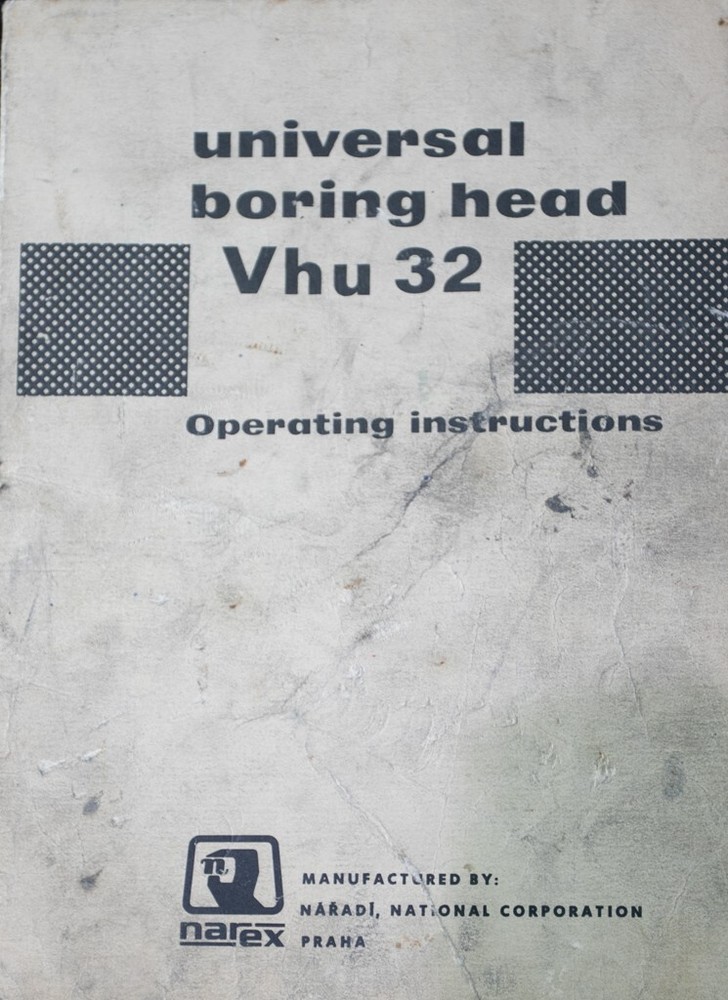 universal
boring head
Vhu 32
Operating instructions
n
narex
MANUFACTURED BY:
NÁŘADÍ, NATIONAL CORPORATION
PRAHA